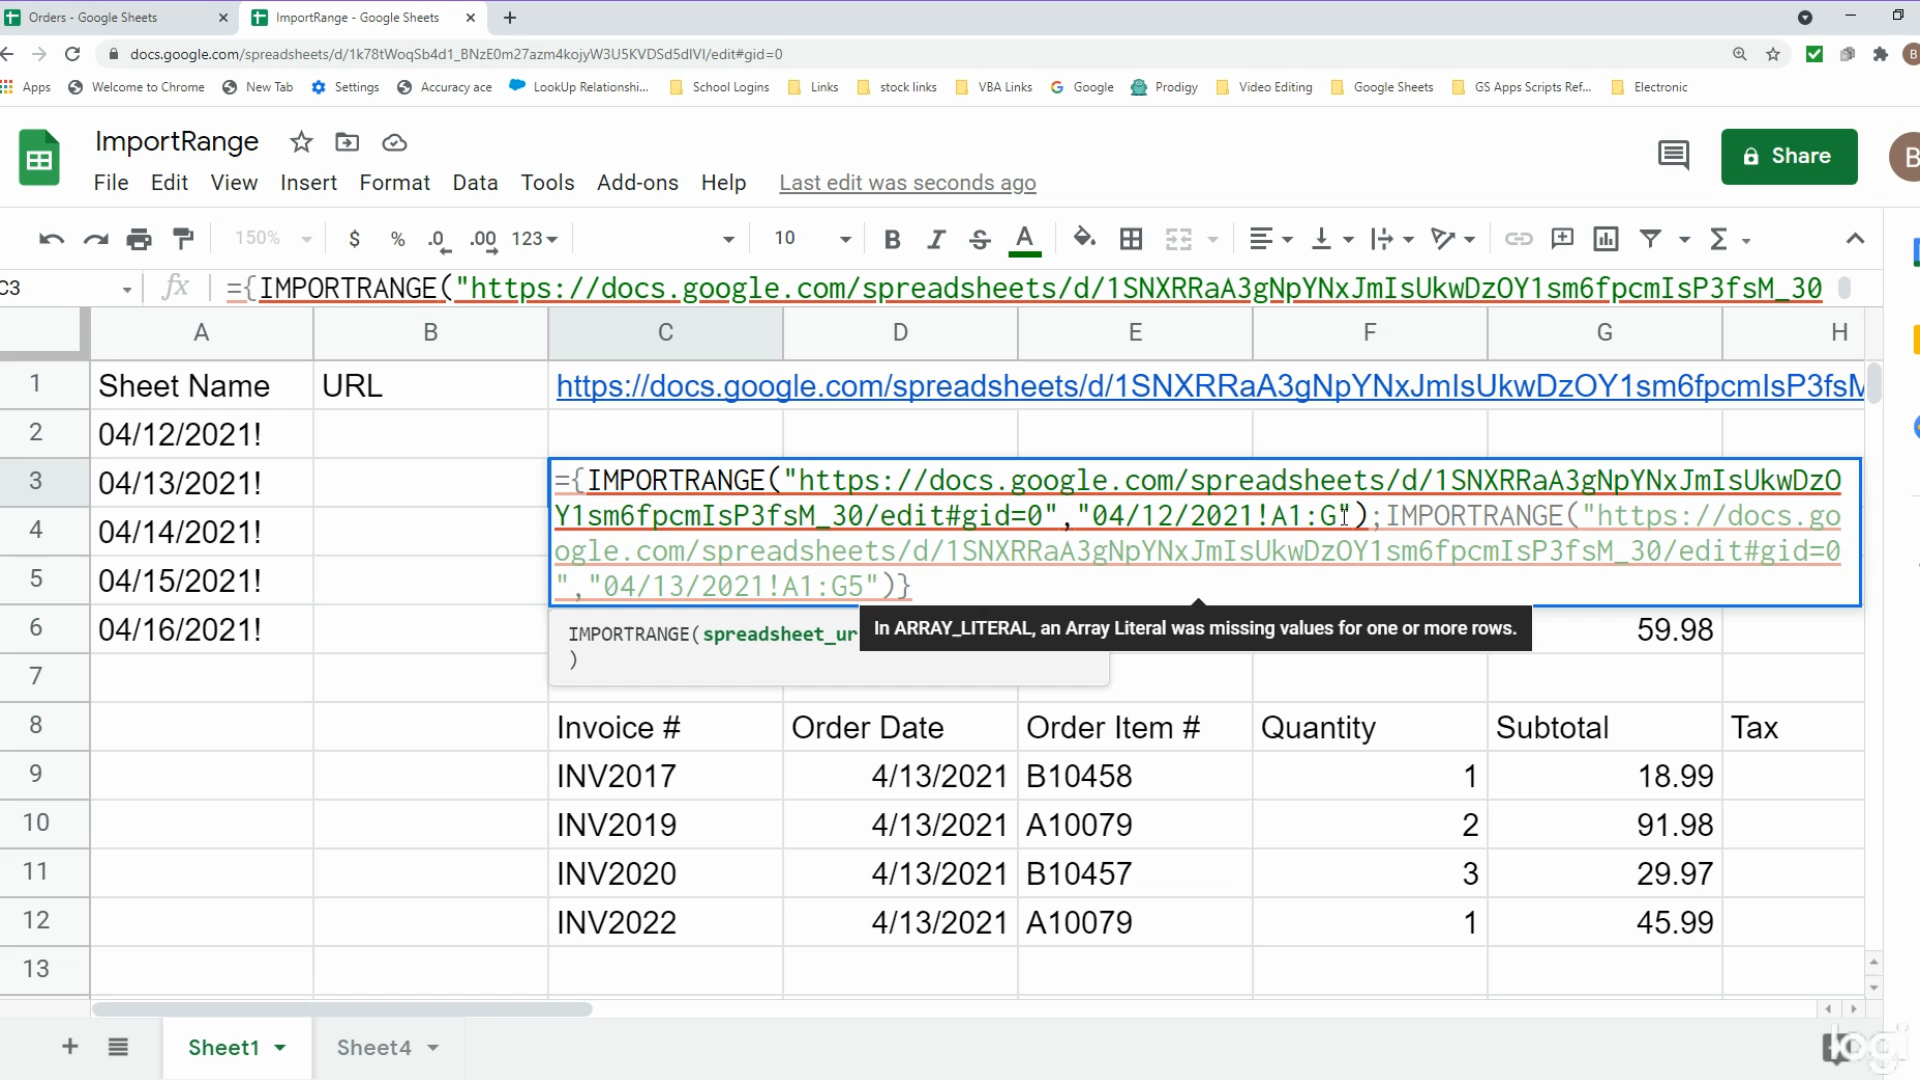 Orders - Google Sheets
ImportRange - Google Sheets
docs.google.com/spreadsheets/d/1k78tWoqSb4d1_BNzE0m27azm4kojyW3U5KVDSd5dIVI/edit#gid=0
B
Apps
Welcome to Chrome
New Tab
Settings
Accuracy ace
LookUp Relationshi...
School Logins
Links
stock links
VBA Links
Google
Prodigy
Video Editing
Google Sheets
GS Apps Scripts Ref...
Electronic
ImportRange
Share
B
File Edit View Insert Format Data Tools Add-ons Help Last edit was seconds ago
150% $ % .0 .00 123 10 B I S A
C3 fx ={IMPORTRANGE("https://docs.google.com/spreadsheets/d/1SNXRRaA3gNpYNxJmIsUkwDzOY1sm6fpcmIsP3fsM_30
A B C D E F G H
1 Sheet Name URL https://docs.google.com/spreadsheets/d/1SNXRRaA3gNpYNxJmIsUkwDzOY1sm6fpcmIsP3fsM
2 04/12/2021!
3 04/13/2021! ={IMPORTRANGE("https://docs.google.com/spreadsheets/d/1SNXRRaA3gNpYNxJmIsUkwDzO
4 04/14/2021! Y1sm6fpcmIsP3fsM_30/edit#gid=0","04/12/2021!A1:G");IMPORTRANGE("https://docs.go
ogle.com/spreadsheets/d/1SNXRRaA3gNpYNxJmIsUkwDzOY1sm6fpcmIsP3fsM_30/edit#gid=0
5 04/15/2021! ","04/13/2021!A1:G5")}
6 04/16/2021! IMPORTRANGE(spreadsheet_ur In ARRAY_LITERAL, an Array Literal was missing values for one or more rows. 59.98
)
7
8 Invoice # Order Date Order Item # Quantity Subtotal Tax
9 INV2017 4/13/2021 B10458 1 18.99
10 INV2019 4/13/2021 A10079 2 91.98
11 INV2020 4/13/2021 B10457 3 29.97
12 INV2022 4/13/2021 A10079 1 45.99
13
Sheet1 Sheet4
logi